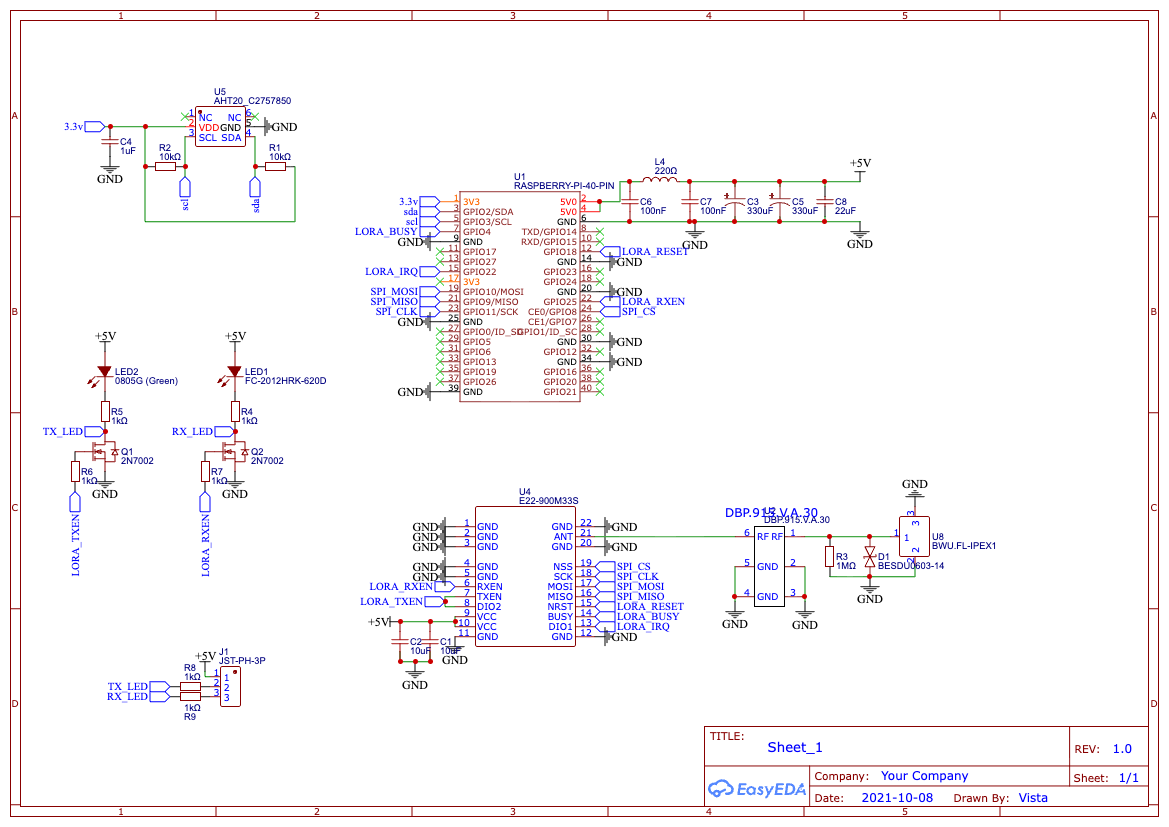 1 2 3 4 5
A A
B B
C C
D D
1 2 3 4 5
U5
AHT20_C2757850
3.3v
1 NC NC 6
2 VDD GND 5
3 SCL SDA 4
GND
C4
1uF
GND
R2
10kΩ
R1
10kΩ
scl
sda
U1
RASPBERRY-PI-40-PIN
3.3v 1 3V3 5V0 2
sda 3 GPIO2/SDA 5V0 4
scl 5 GPIO3/SCL GND 6
LORA_BUSY 7 GPIO4 TXD/GPIO14 8
GND 9 GND RXD/GPIO15 10
11 GPIO17 GPIO18 12 LORA_RESET
13 GPIO27 GND 14 GND
LORA_IRQ 15 GPIO22 GPIO23 16
17 3V3 GPIO24 18
SPI_MOSI 19 GPIO10/MOSI GND 20 GND
SPI_MISO 21 GPIO9/MISO GPIO25 22 LORA_RXEN
SPI_CLK 23 GPIO11/SCK CE0/GPIO8 24 SPI_CS
GND 25 GND CE1/GPIO7 26
27 GPIO0/ID_SD GPIO1/ID_SC 28
29 GPIO5 GND 30 GND
31 GPIO6 GPIO12 32
33 GPIO13 GND 34 GND
35 GPIO19 GPIO16 36
37 GPIO26 GPIO20 38
GND 39 GND GPIO21 40
L4
220Ω
+5V
C6
100nF
C7
100nF
C3
330uF
C5
330uF
C8
22uF
GND
GND
+5V
LED2
0805G (Green)
R5
1kΩ
TX_LED
Q1
2N7002
R6
1kΩ
GND
LORA_TXEN
+5V
LED1
FC-2012HRK-620D
R4
1kΩ
RX_LED
Q2
2N7002
R7
1kΩ
GND
LORA_RXEN
U4
E22-900M33S
GND 1 GND GND 22 GND
GND 2 GND ANT 21
GND 3 GND GND 20 GND
GND 4 GND NSS 19 SPI_CS
GND 5 GND SCK 18 SPI_CLK
LORA_RXEN 6 RXEN MOSI 17 SPI_MOSI
LORA_TXEN 7 TXEN MISO 16 SPI_MISO
8 DIO2 NRST 15 LORA_RESET
9 VCC BUSY 14 LORA_BUSY
+5V 10 VCC DIO1 13 LORA_IRQ
11 GND GND 12 GND
C2
10uF
C1
10uF
GND
GND
DBP.915.V.A.30
DBP.915.V.A.30
6 RF RF 1
5 GND 2
4 GND 3
GND
GND
R3
1MΩ
D1
BESDU0603-14
GND
GND
3 3
1 1
2 2
U8
BWU.FL-IPEX1
+5V
J1
JST-PH-3P
R8
1kΩ
TX_LED
RX_LED
1kΩ
R9
1 1
2 2
3 3
TITLE:
Sheet_1
REV: 1.0
EasyEDA
Company: Your Company
Sheet: 1/1
Date: 2021-10-08 Drawn By: Vista